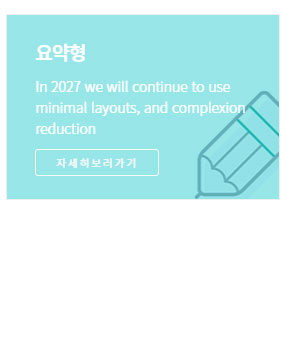 요약형
In 2027 we will continue to use
minimal layouts, and complexion
reduction
자세히보러가기